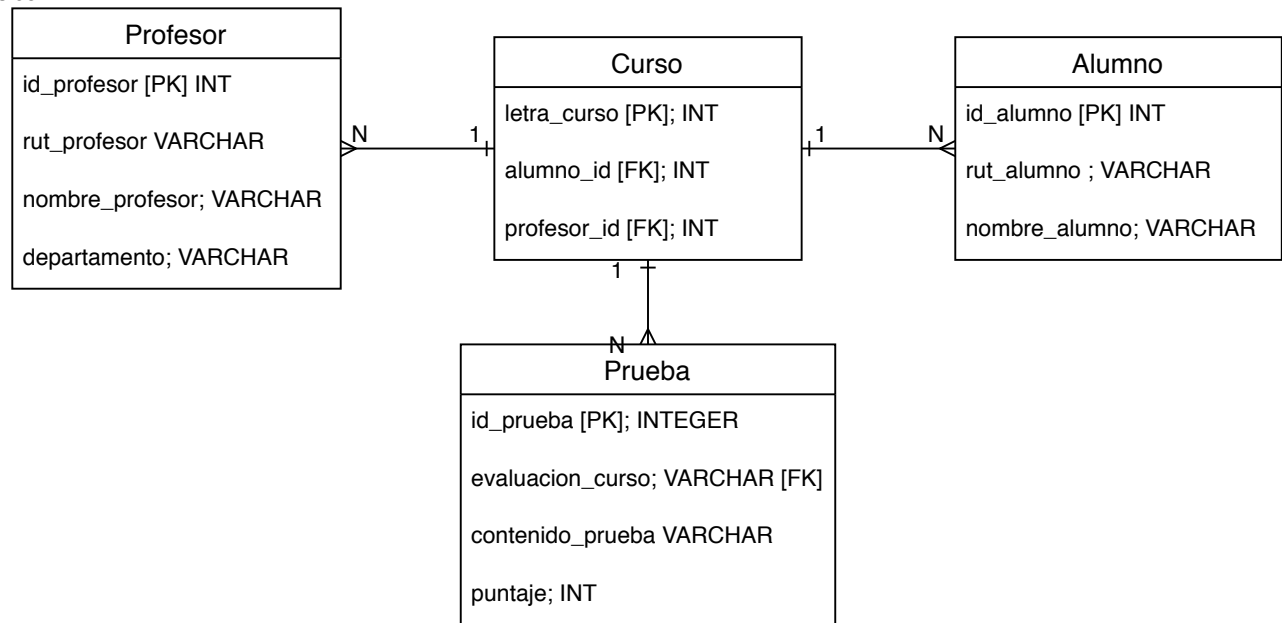 Profesor
id_profesor [PK] INT
rut_profesor VARCHAR
nombre_profesor; VARCHAR
departamento; VARCHAR
N
1
Curso
letra_curso [PK]; INT
alumno_id [FK]; INT
profesor_id [FK]; INT
1
N
Alumno
id_alumno [PK] INT
rut_alumno ; VARCHAR
nombre_alumno; VARCHAR
1
N
Prueba
id_prueba [PK]; INTEGER
evaluacion_curso; VARCHAR [FK]
contenido_prueba VARCHAR
puntaje; INT